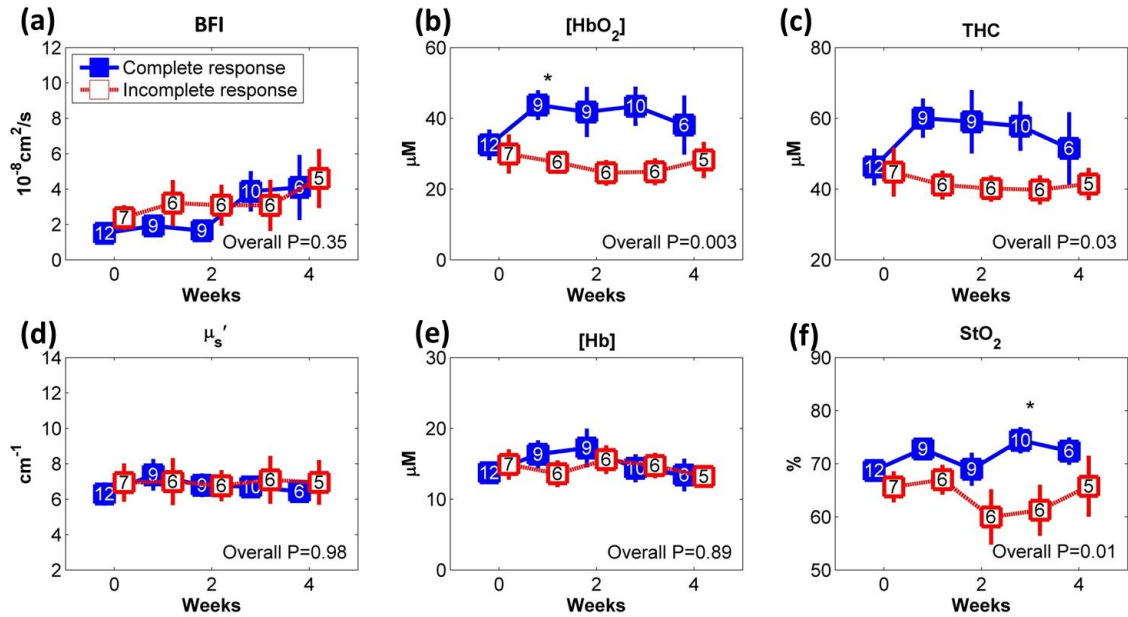 (a)
BFI
12
10
8
6
4
2
0
10⁻⁸cm²/s
Complete response
Incomplete response
12
9
9
10
6
7
6
6
6
5
Overall P=0.35
0 2 4
Weeks
(b)
[HbO₂]
60
40
20
0
μM
*
12
9
9
10
6
7
6
6
6
5
Overall P=0.003
0 2 4
Weeks
(c)
THC
80
60
40
20
μM
12
9
9
10
6
7
6
6
6
5
Overall P=0.03
0 2 4
Weeks
(d)
μₛ′
14
12
10
8
6
4
2
cm⁻¹
12
9
9
10
6
7
6
6
6
5
Overall P=0.98
0 2 4
Weeks
(e)
[Hb]
30
20
10
0
μM
12
9
9
10
6
7
6
6
6
5
Overall P=0.89
0 2 4
Weeks
(f)
StO₂
90
80
70
60
50
%
*
12
9
9
10
6
7
6
6
6
5
Overall P=0.01
0 2 4
Weeks